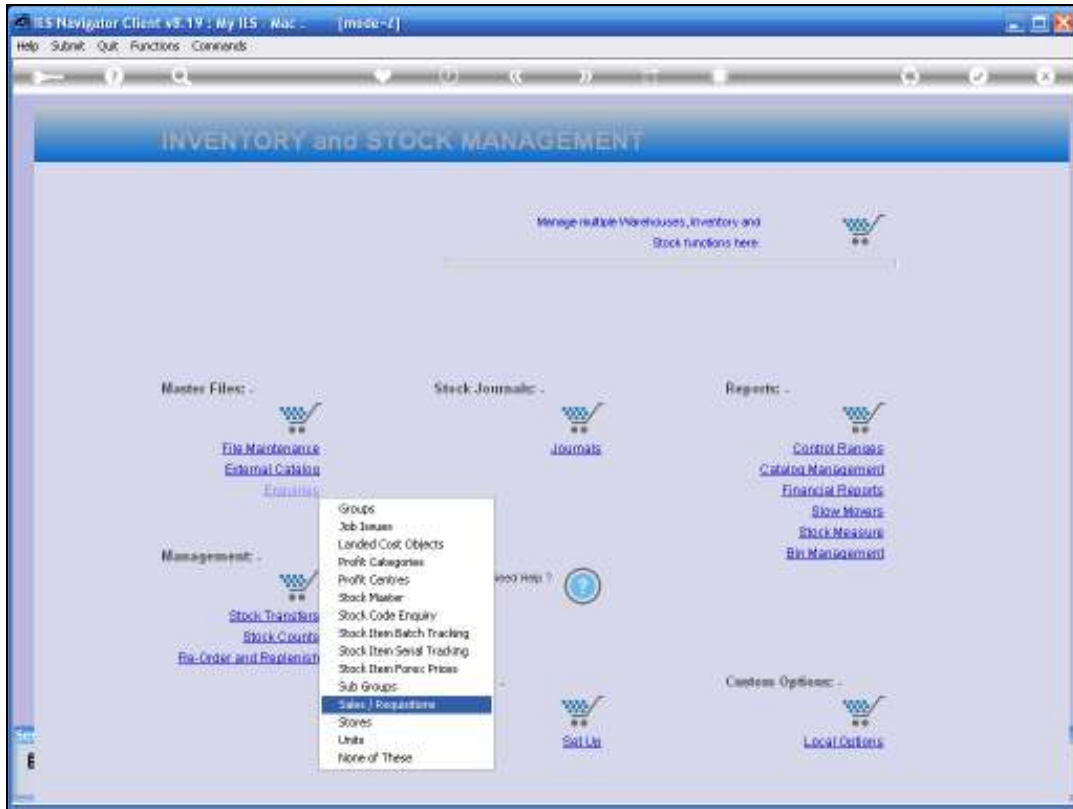 IES Navigator Client v8.19 : My IES - Mac :: [mode-L]
Help Submit Quit Functions Commands
INVENTORY and STOCK MANAGEMENT
Manage multiple Warehouses, Inventory and
Stock functions here.
Master Files: -
File Maintenance
External Catalog
Enquiries
Stock Journals: -
Journals
Reports: -
Control Ranges
Catalog Management
Financial Reports
Slow Movers
Stock Measure
Bin Management
Groups
Job Issues
Landed Cost Objects
Profit Categories
Profit Centres
Stock Master
Stock Code Enquiry
Stock Item Batch Tracking
Stock Item Serial Tracking
Stock Item Forex Prices
Sub Groups
Sales / Requisitions
Stores
Units
None of These
Management: -
Stock Transfers
Stock Counts
Re-Order and Replenish
Need Help ?
Set Up
Custom Options: -
Local Options